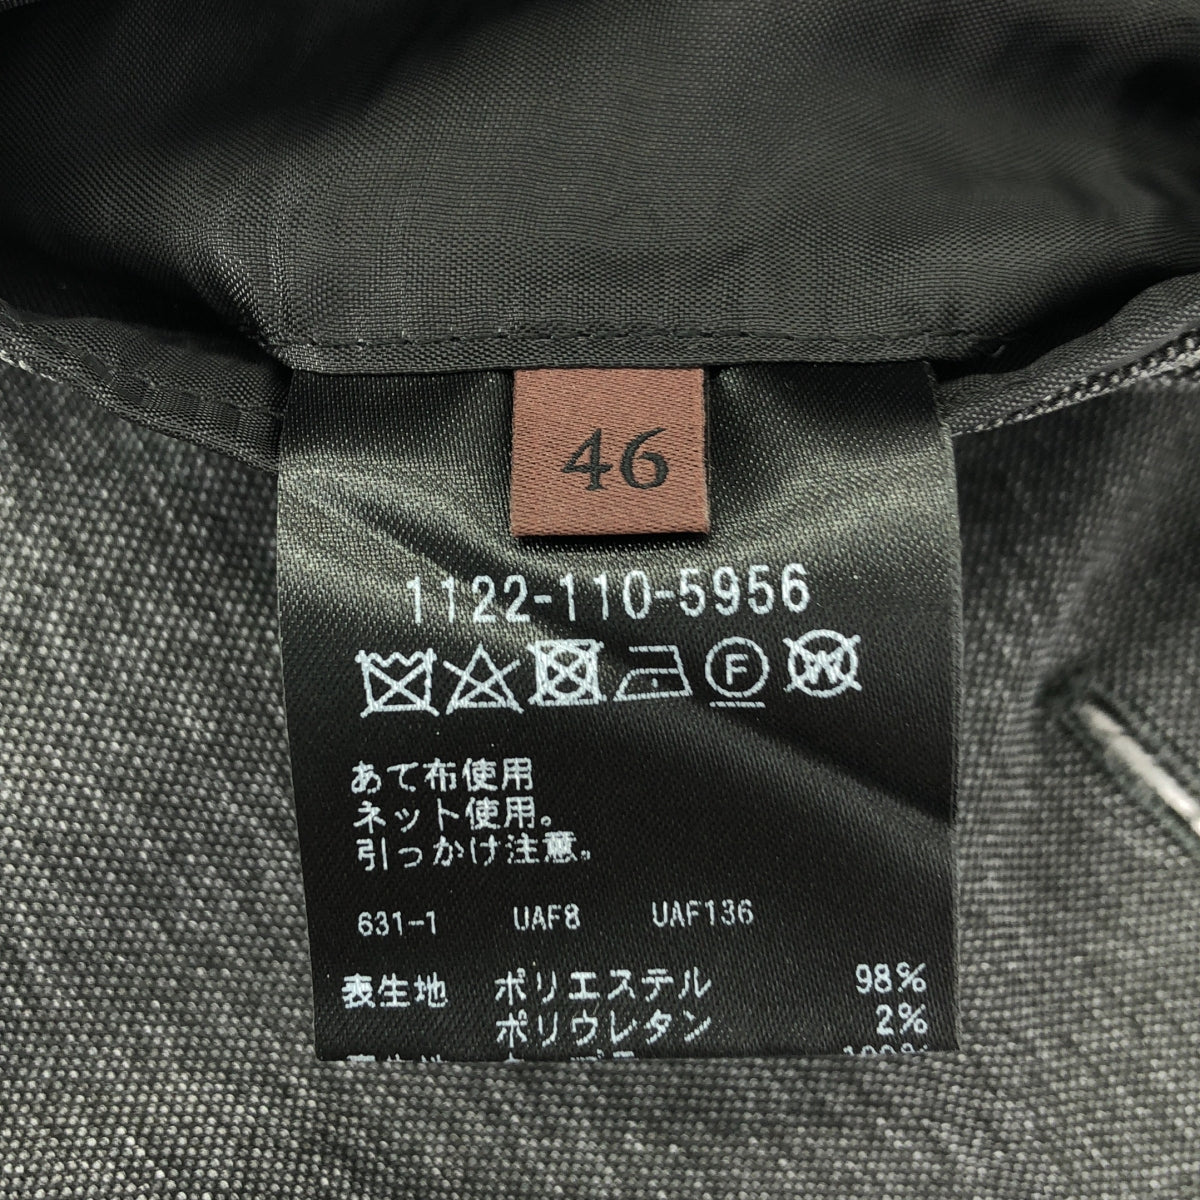 46
1122-110-5956
F W
あて布使用
ネット使用。
引っかけ注意。
631-1 UAF8 UAF136
表生地 ポリエステル 98%
ポリウレタン 2%